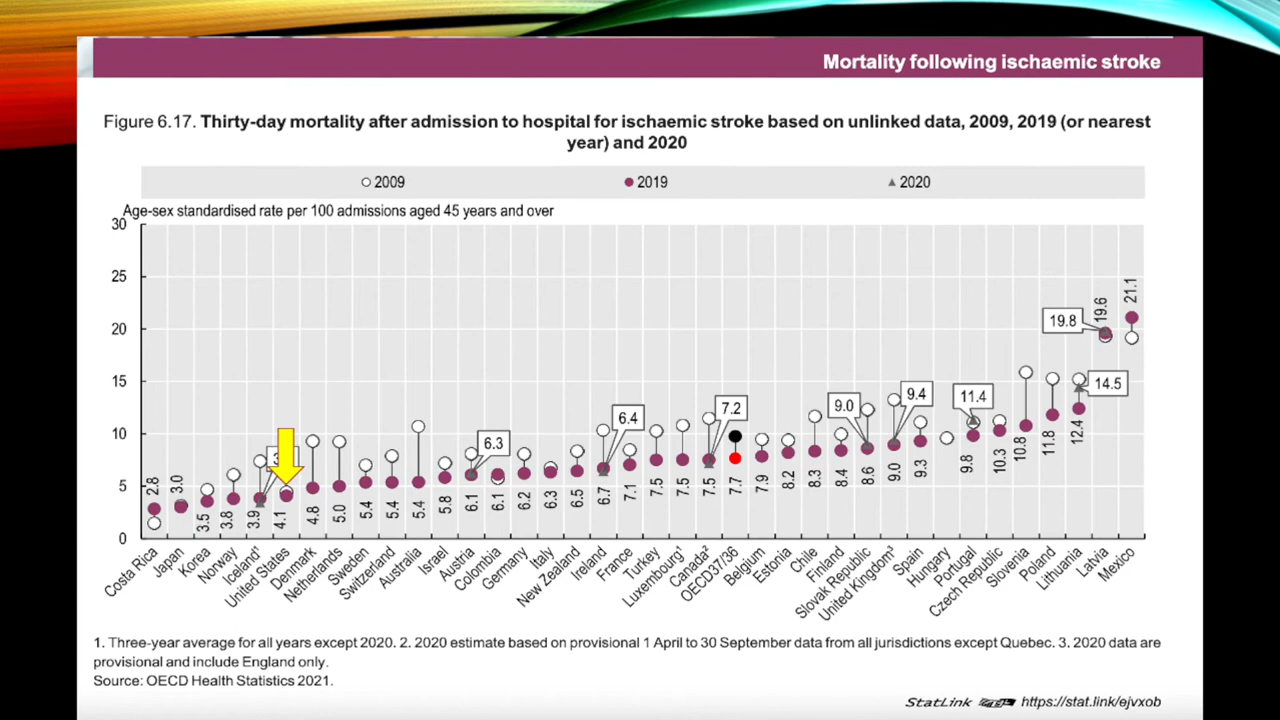 Mortality following ischaemic stroke
Figure 6.17. Thirty-day mortality after admission to hospital for ischaemic stroke based on unlinked data, 2009, 2019 (or nearest
year) and 2020
2009 2019 2020
Age-sex standardised rate per 100 admissions aged 45 years and over
30
25
20
15
10
5
0
2.8
3.0
3.5
3.8
3.9
4.1
4.8
5.0
5.4
5.4
5.4
5.8
6.1
6.3
6.1
6.2
6.3
6.5
6.7
6.4
7.1
7.5
7.5
7.5
7.2
7.7
7.9
8.2
8.3
8.4
9.0
8.6
9.0
9.4
9.3
9.8
11.4
10.3
10.8
11.8
12.4
14.5
19.8
19.6
21.1
Costa Rica
Japan
Korea
Norway
Iceland¹
United States
Denmark
Netherlands
Sweden
Switzerland
Australia
Israel
Austria
Colombia
Germany
Italy
New Zealand
Ireland
France
Turkey
Luxembourg¹
Canada²
OECD37/36
Belgium
Estonia
Chile
Finland
Slovak Republic
United Kingdom³
Spain
Hungary
Portugal
Czech Republic
Slovenia
Poland
Lithuania
Latvia
Mexico
1. Three-year average for all years except 2020. 2. 2020 estimate based on provisional 1 April to 30 September data from all jurisdictions except Quebec. 3. 2020 data are
provisional and include England only.
Source: OECD Health Statistics 2021.
StatLink https://stat.link/ejvxob